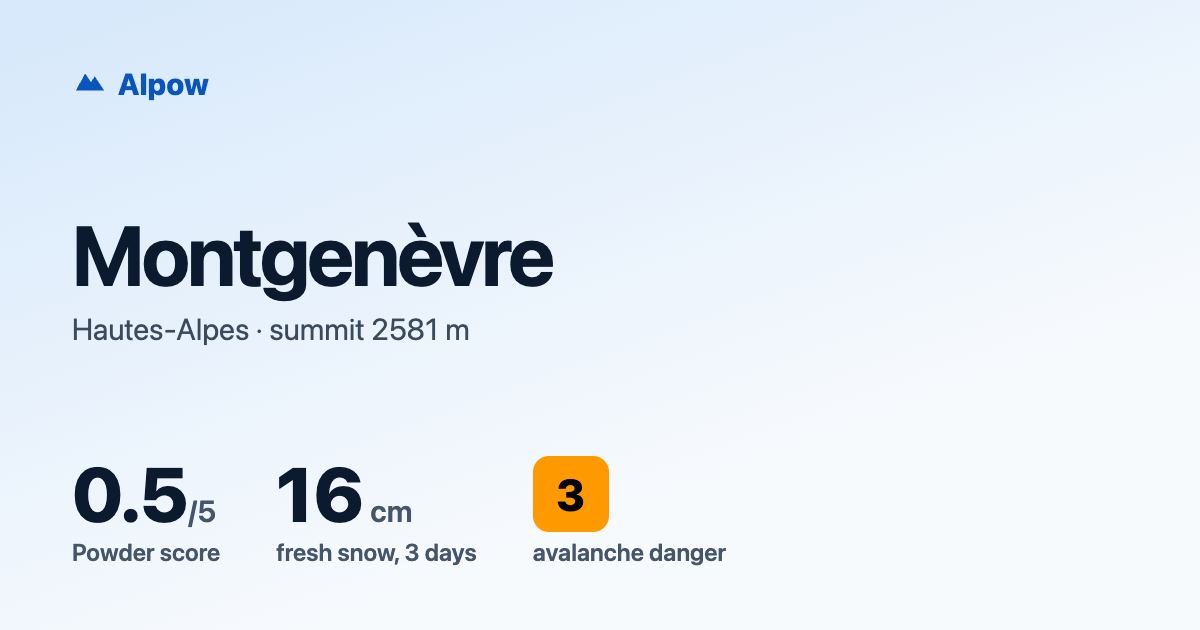 Alpow
Montgenèvre
Hautes-Alpes · summit 2581 m
0.5/5 16 cm 3
Powder score fresh snow, 3 days avalanche danger